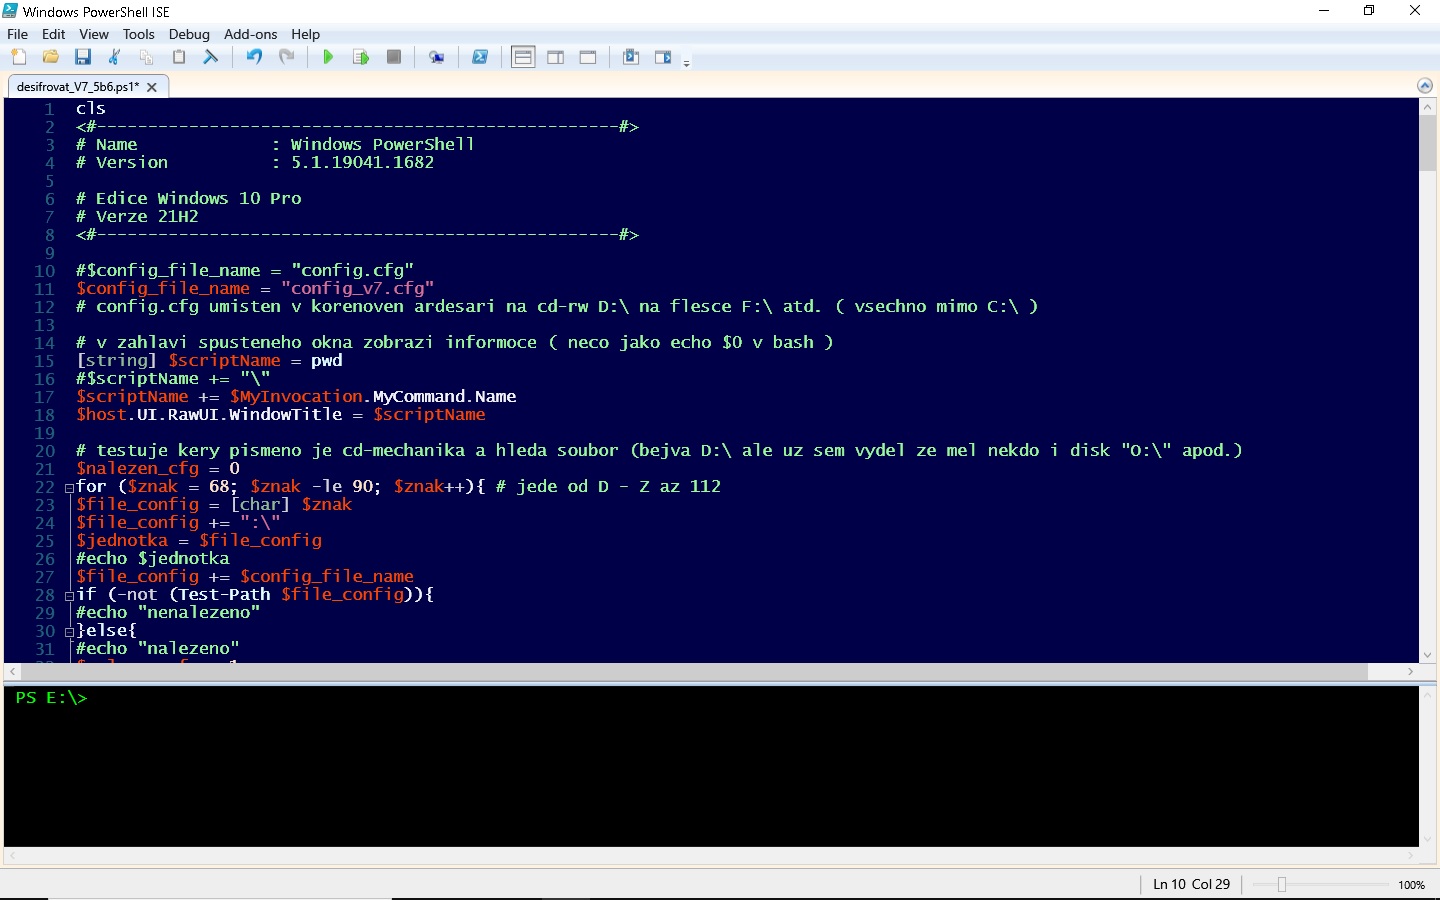 Windows PowerShell ISE
File Edit View Tools Debug Add-ons Help
desifrovat_V7_5b6.ps1*
1 cls
2 <#---------------------------------------------------#>
3 # Name             : Windows PowerShell
4 # Version          : 5.1.19041.1682
5
6 # Edice Windows 10 Pro
7 # Verze 21H2
8 <#---------------------------------------------------#>
9
10 #$config_file_name = "config.cfg"
11 $config_file_name = "config_v7.cfg"
12 # config.cfg umisten v korenoven ardesari na cd-rw D:\ na flesce F:\ atd. ( vsechno mimo C:\ )
13
14 # v zahlavi spusteneho okna zobrazi informoce ( neco jako echo $0 v bash )
15 [string] $scriptName = pwd
16 #$scriptName += "\"
17 $scriptName += $MyInvocation.MyCommand.Name
18 $host.UI.RawUI.WindowTitle = $scriptName
19
20 # testuje kery pismeno je cd-mechanika a hleda soubor (bejva D:\ ale uz sem vydel ze mel nekdo i disk "O:\" apod.)
21 $nalezen_cfg = 0
22 for ($znak = 68; $znak -le 90; $znak++){ # jede od D - Z az 112
23 $file_config = [char] $znak
24 $file_config += ":\"
25 $jednotka = $file_config
26 #echo $jednotka
27 $file_config += $config_file_name
28 if (-not (Test-Path $file_config)){
29 #echo "nenalezeno"
30 }else{
31 #echo "nalezeno"
PS E:\>
Ln 10 Col 29
100%